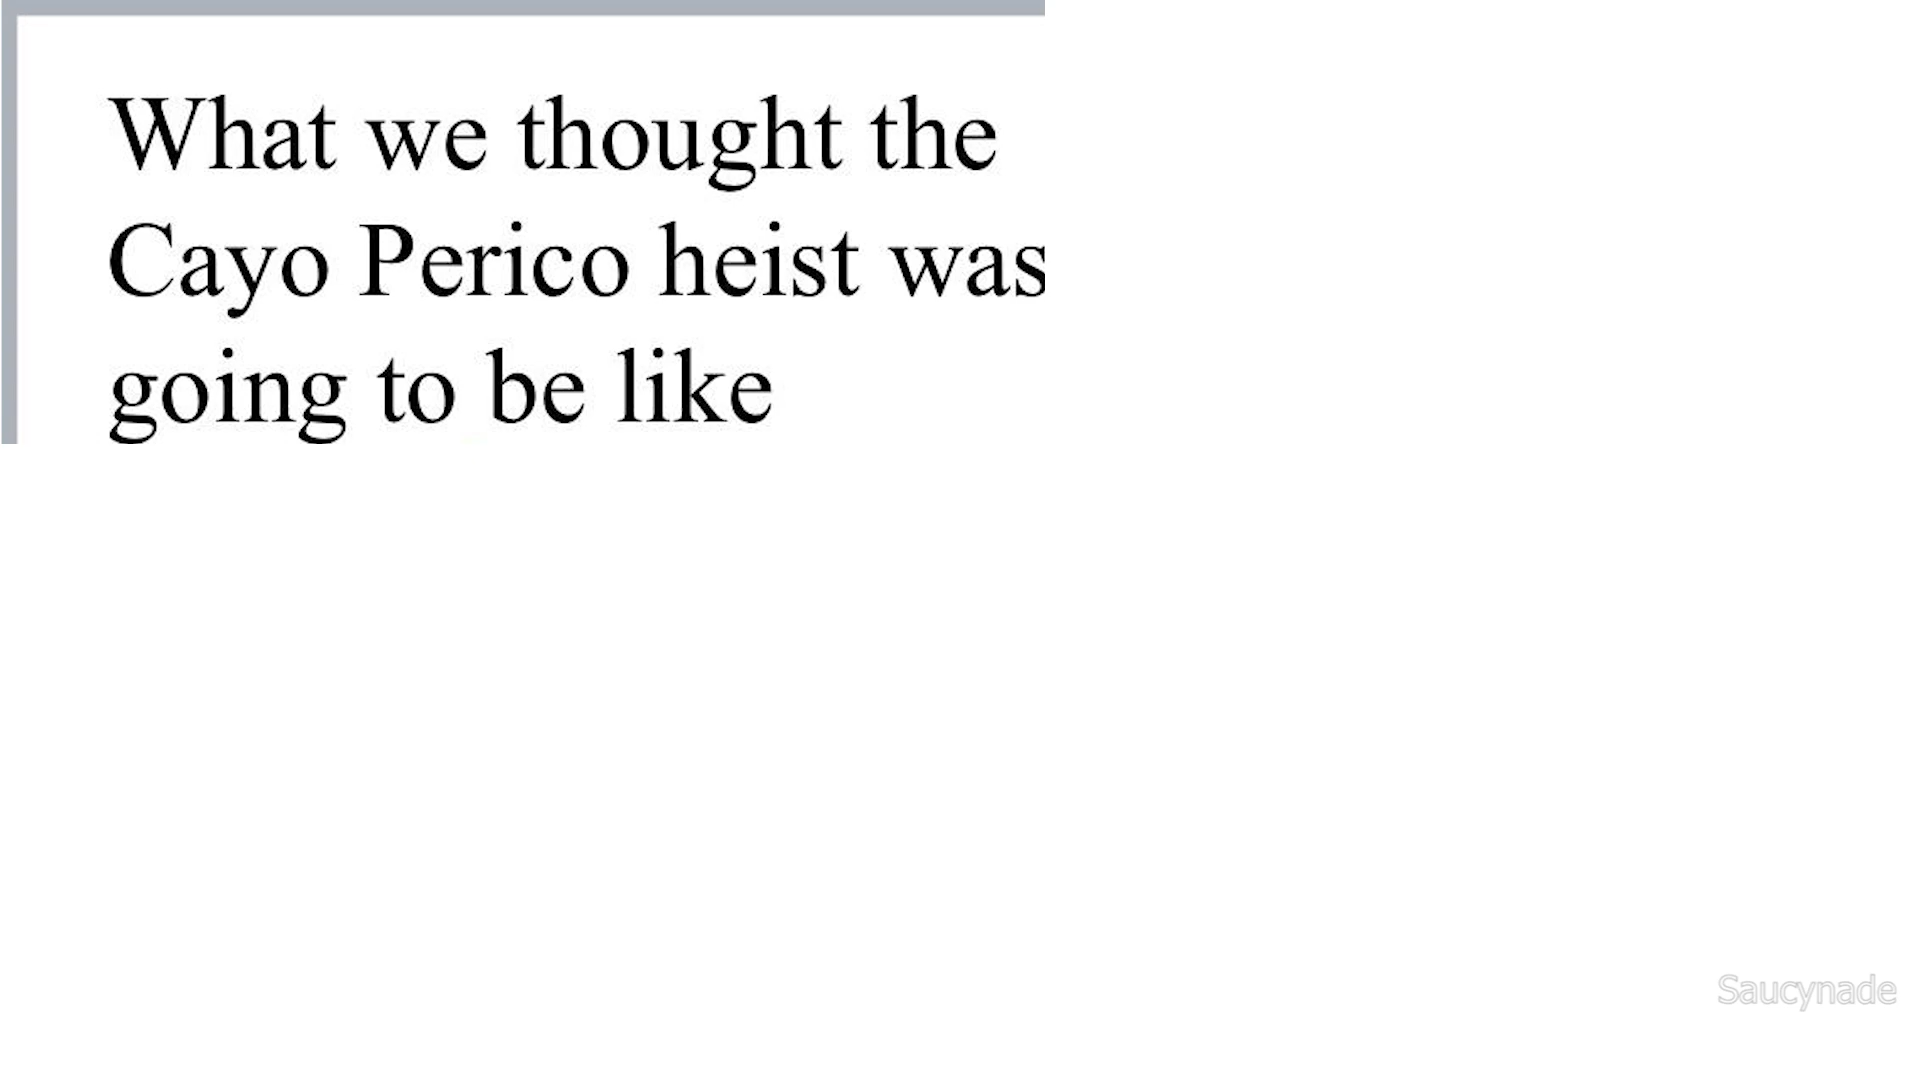 What we thought the
Cayo Perico heist was
going to be like
Saucynade